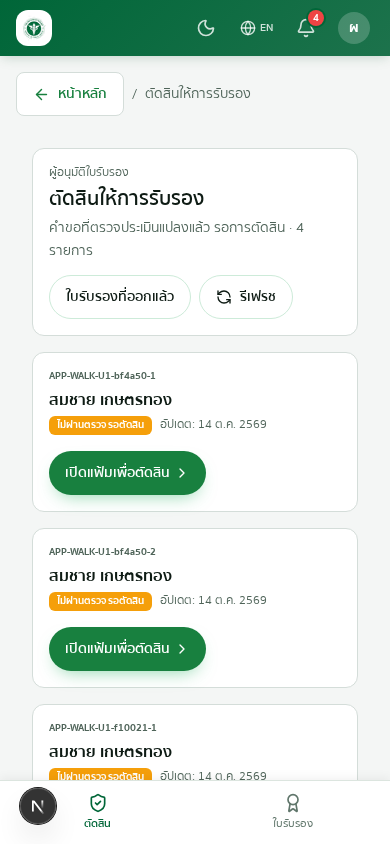 EN
4
ผ
หน้าหลัก
/ ตัดสินให้การรับรอง
ผู้อนุมัติใบรับรอง
ตัดสินให้การรับรอง
คำขอที่ตรวจประเมินแปลงแล้ว รอการตัดสิน · 4
รายการ
ใบรับรองที่ออกแล้ว
รีเฟรช
APP-WALK-U1-bf4a50-1
สมชาย เกษตรทอง
ไม่ผ่านตรวจ รอตัดสิน อัปเดต: 14 ต.ค. 2569
เปิดแฟ้มเพื่อตัดสิน
APP-WALK-U1-bf4a50-2
สมชาย เกษตรทอง
ไม่ผ่านตรวจ รอตัดสิน อัปเดต: 14 ต.ค. 2569
เปิดแฟ้มเพื่อตัดสิน
APP-WALK-U1-f10021-1
สมชาย เกษตรทอง
ไม่ผ่านตรวจ รอตัดสิน อัปเดต: 14 ต.ค. 2569
N
ตัดสิน
ใบรับรอง